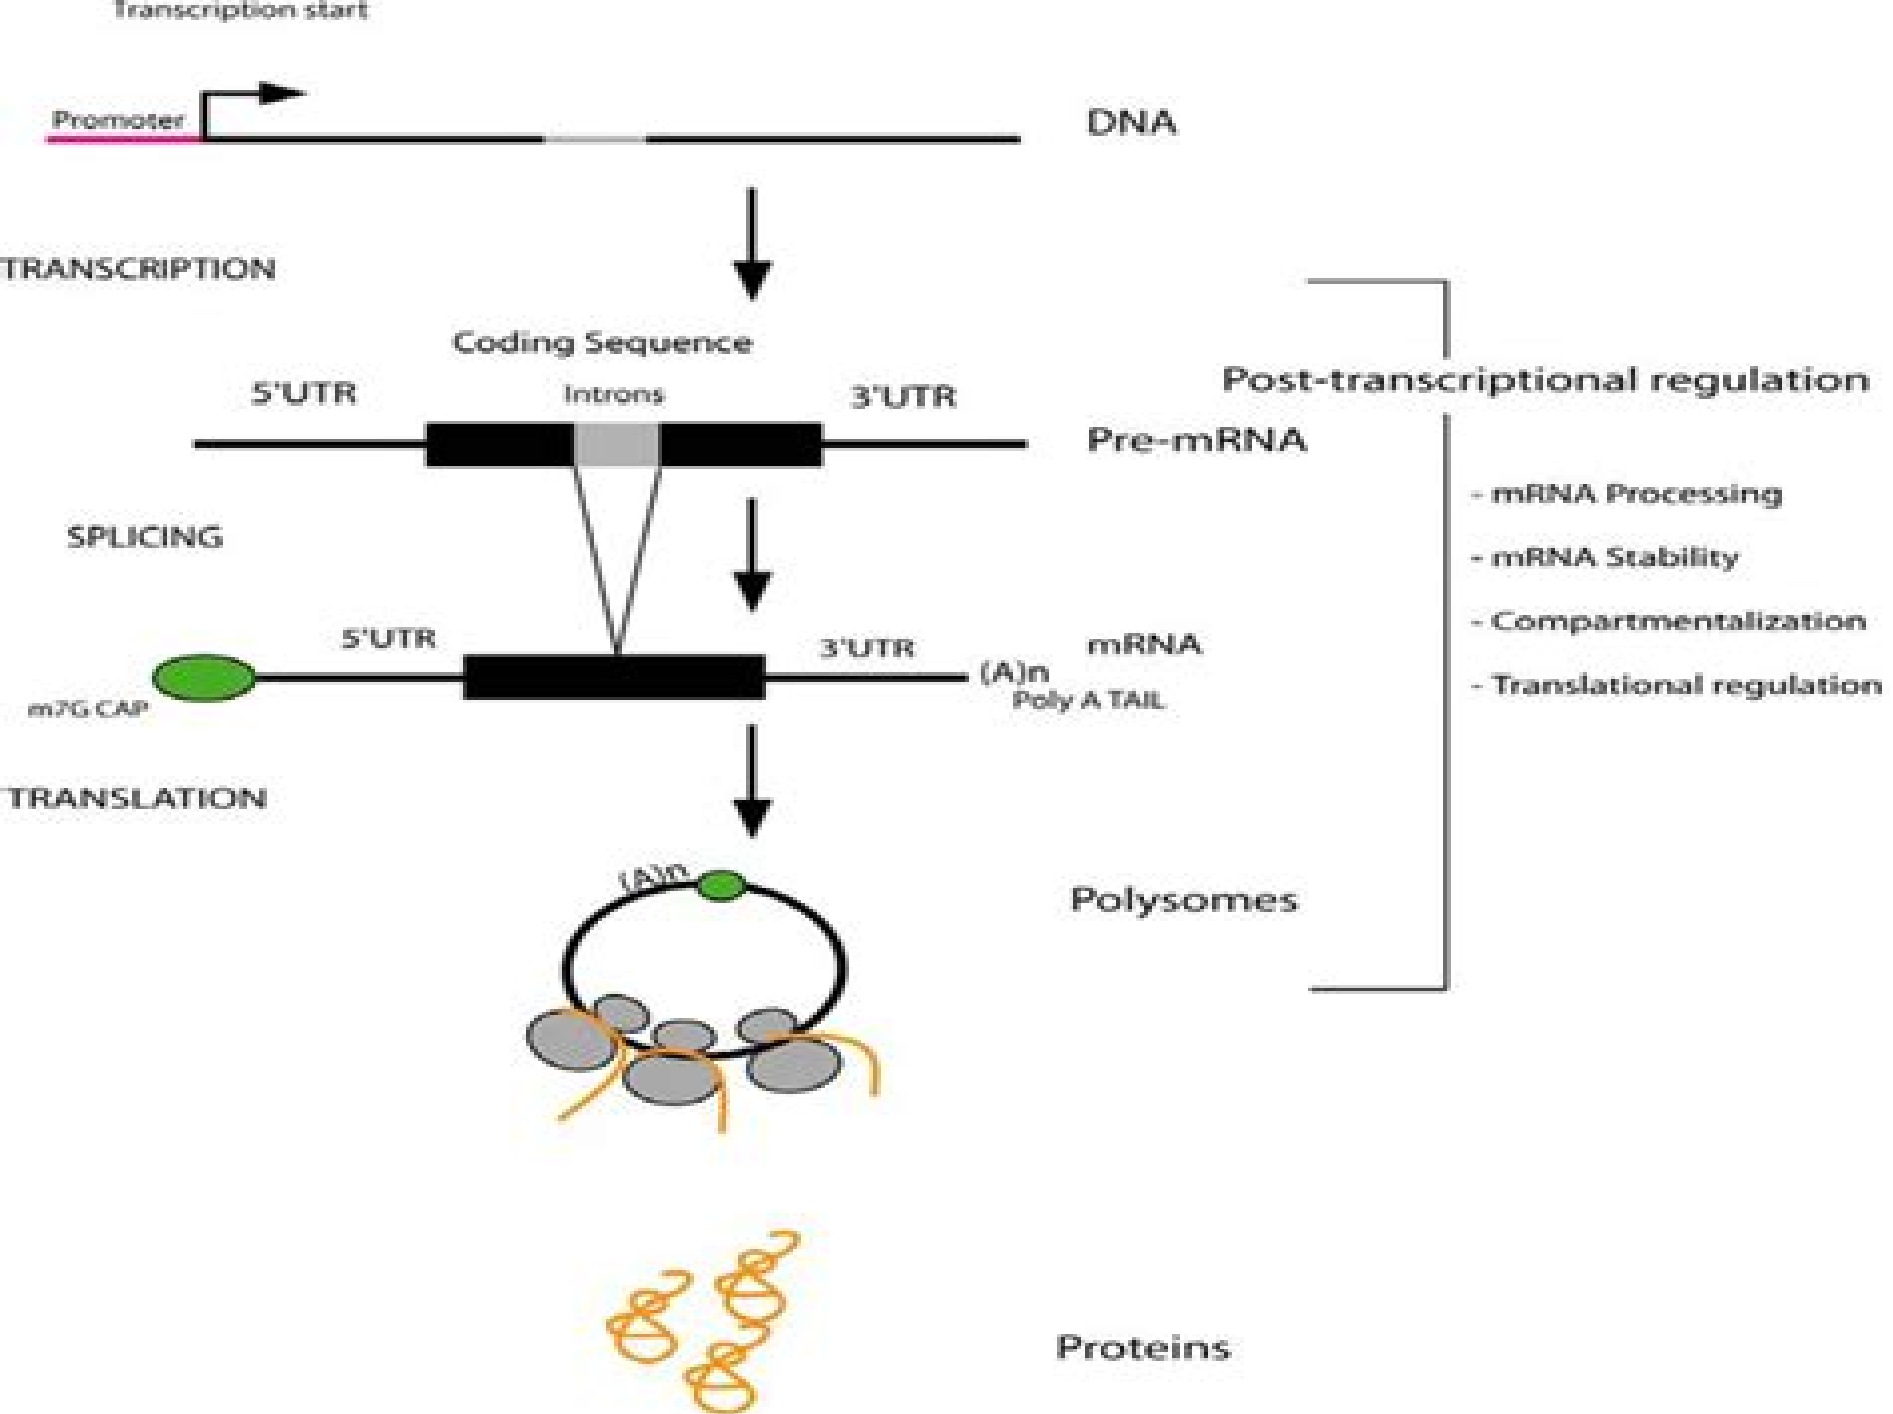 Transcription start
Promoter
DNA
TRANSCRIPTION
Coding Sequence
5'UTR
Introns
3'UTR
Post-transcriptional regulation
Pre-mRNA
- mRNA Processing
SPLICING
- mRNA Stability
- Compartmentalization
5'UTR
3'UTR
mRNA
(A)n
- Translational regulation
m7G CAP
Poly A TAIL
TRANSLATION
(A)n
Polysomes
Proteins